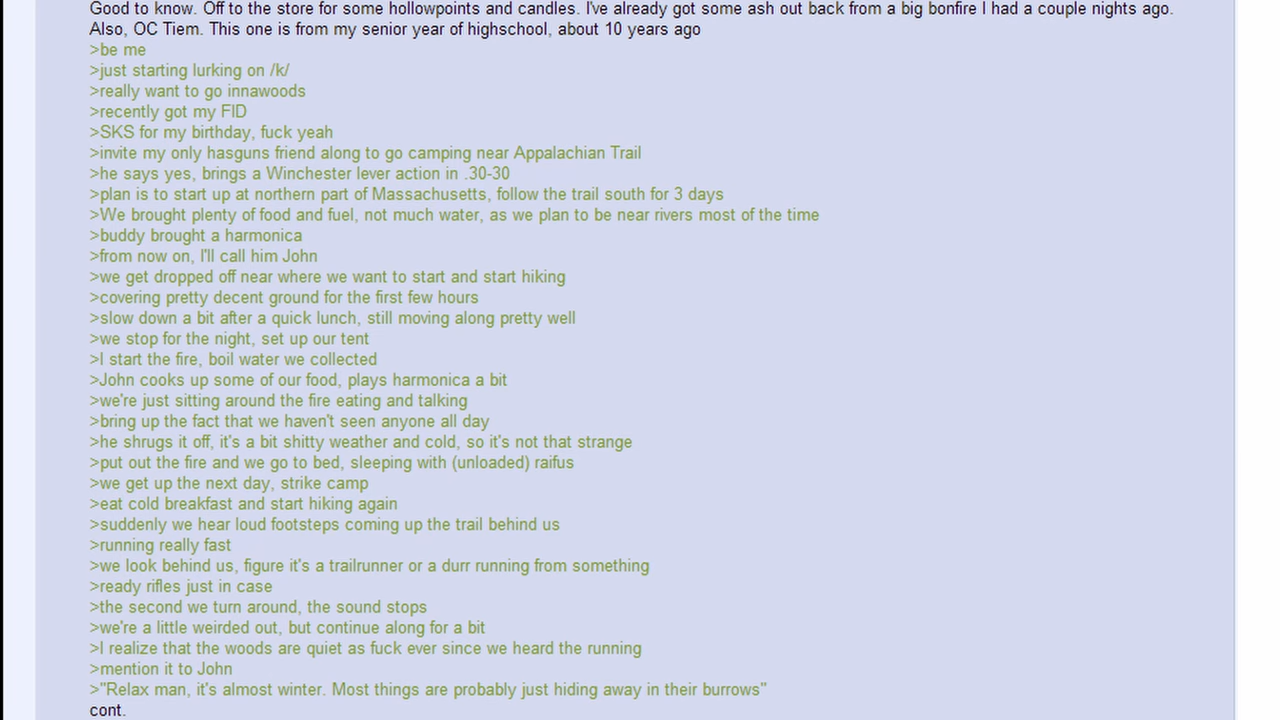 Good to know. Off to the store for some hollowpoints and candles. I've already got some ash out back from a big bonfire I had a couple nights ago.
Also, OC Tiem. This one is from my senior year of highschool, about 10 years ago
>be me
>just starting lurking on /k/
>really want to go innawoods
>recently got my FID
>SKS for my birthday, fuck yeah
>invite my only hasguns friend along to go camping near Appalachian Trail
>he says yes, brings a Winchester lever action in .30-30
>plan is to start up at northern part of Massachusetts, follow the trail south for 3 days
>We brought plenty of food and fuel, not much water, as we plan to be near rivers most of the time
>buddy brought a harmonica
>from now on, I'll call him John
>we get dropped off near where we want to start and start hiking
>covering pretty decent ground for the first few hours
>slow down a bit after a quick lunch, still moving along pretty well
>we stop for the night, set up our tent
>I start the fire, boil water we collected
>John cooks up some of our food, plays harmonica a bit
>we're just sitting around the fire eating and talking
>bring up the fact that we haven't seen anyone all day
>he shrugs it off, it's a bit shitty weather and cold, so it's not that strange
>put out the fire and we go to bed, sleeping with (unloaded) raifus
>we get up the next day, strike camp
>eat cold breakfast and start hiking again
>suddenly we hear loud footsteps coming up the trail behind us
>running really fast
>we look behind us, figure it's a trailrunner or a durr running from something
>ready rifles just in case
>the second we turn around, the sound stops
>we're a little weirded out, but continue along for a bit
>I realize that the woods are quiet as fuck ever since we heard the running
>mention it to John
>"Relax man, it's almost winter. Most things are probably just hiding away in their burrows"
cont.